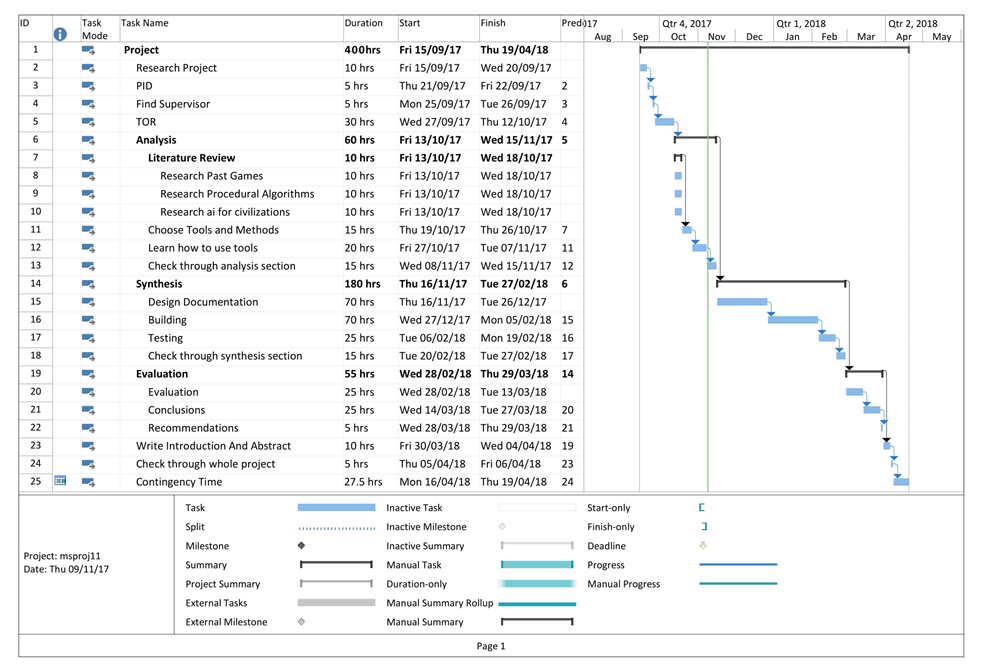 ID Task Mode Task Name Duration Start Finish Pred 017 Qtr 4, 2017 Qtr 1, 2018 Qtr 2, 2018
Aug Sep Oct Nov Dec Jan Feb Mar Apr May
1 Project 400hrs Fri 15/09/17 Thu 19/04/18
2 Research Project 10 hrs Fri 15/09/17 Wed 20/09/17
3 PID 5 hrs Thu 21/09/17 Fri 22/09/17 2
4 Find Supervisor 5 hrs Mon 25/09/17 Tue 26/09/17 3
5 TOR 30 hrs Wed 27/09/17 Thu 12/10/17 4
6 Analysis 60 hrs Fri 13/10/17 Wed 15/11/17 5
7 Literature Review 10 hrs Fri 13/10/17 Wed 18/10/17
8 Research Past Games 10 hrs Fri 13/10/17 Wed 18/10/17
9 Research Procedural Algorithms 10 hrs Fri 13/10/17 Wed 18/10/17
10 Research ai for civilizations 10 hrs Fri 13/10/17 Wed 18/10/17
11 Choose Tools and Methods 15 hrs Thu 19/10/17 Thu 26/10/17 7
12 Learn how to use tools 20 hrs Fri 27/10/17 Tue 07/11/17 11
13 Check through analysis section 15 hrs Wed 08/11/17 Wed 15/11/17 12
14 Synthesis 180 hrs Thu 16/11/17 Tue 27/02/18 6
15 Design Documentation 70 hrs Thu 16/11/17 Tue 26/12/17
16 Building 70 hrs Wed 27/12/17 Mon 05/02/18 15
17 Testing 25 hrs Tue 06/02/18 Mon 19/02/18 16
18 Check through synthesis section 15 hrs Tue 20/02/18 Tue 27/02/18 17
19 Evaluation 55 hrs Wed 28/02/18 Thu 29/03/18 14
20 Evaluation 25 hrs Wed 28/02/18 Tue 13/03/18
21 Conclusions 25 hrs Wed 14/03/18 Tue 27/03/18 20
22 Recommendations 5 hrs Wed 28/03/18 Thu 29/03/18 21
23 Write Introduction And Abstract 10 hrs Fri 30/03/18 Wed 04/04/18 19
24 Check through whole project 5 hrs Thu 05/04/18 Fri 06/04/18 23
25 Contingency Time 27.5 hrs Mon 16/04/18 Thu 19/04/18 24
Project: msproj11
Date: Thu 09/11/17
Task Inactive Task Start-only
Split Inactive Milestone Finish-only
Milestone Inactive Summary Deadline
Summary Manual Task Progress
Project Summary Duration-only Manual Progress
External Tasks Manual Summary Rollup
External Milestone Manual Summary
Page 1